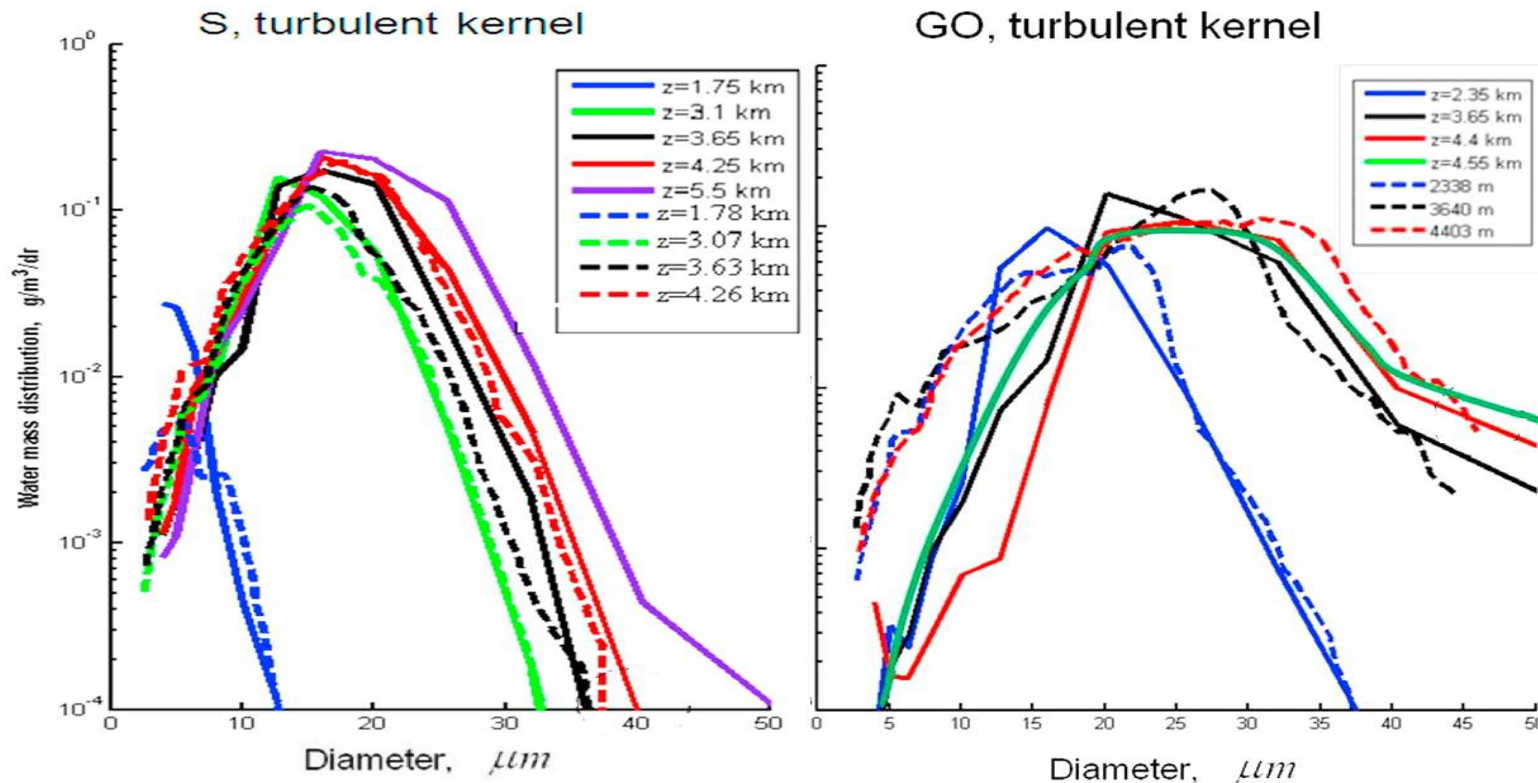 S, turbulent kernel
GO, turbulent kernel
Water mass distribution, g/m³/dr
10⁰
10⁻¹
10⁻²
10⁻³
10⁻⁴
z=1.75 km
z=3.1 km
z=3.65 km
z=4.25 km
z=5.5 km
z=1.78 km
z=3.07 km
z=3.63 km
z=4.26 km
z=2.35 km
z=3.65 km
z=4.4 km
z=4.55 km
2338 m
3640 m
4403 m
0 10 20 30 40 50
0 5 10 15 20 25 30 35 40 45 50
Diameter, μm
Diameter, μm